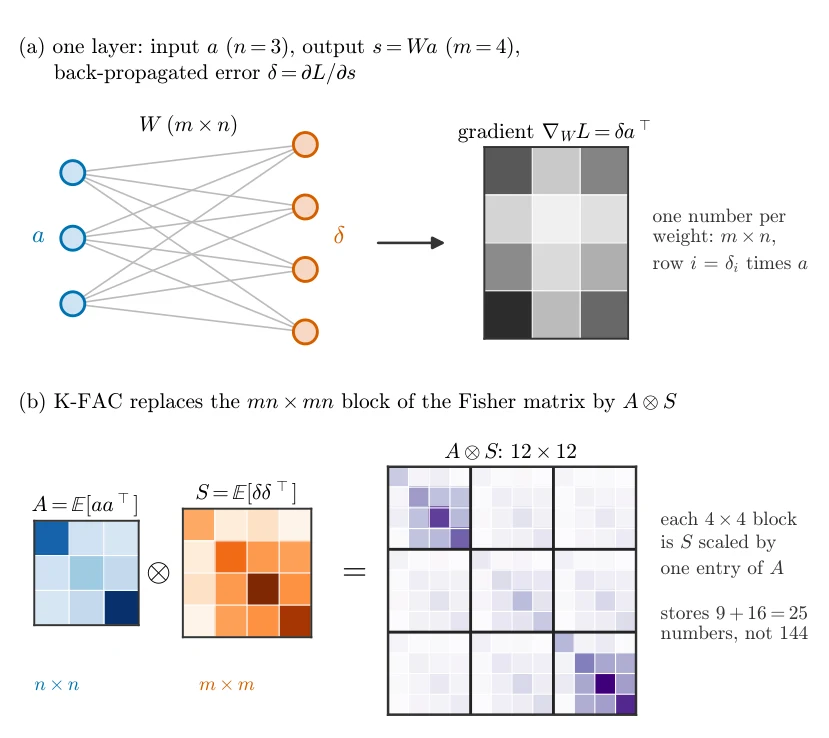 (a) one layer: input a (n = 3), output s = Wa (m = 4),
back-propagated error δ = ∂L/∂s
W (m × n)
gradient ∇_W L = δa^⊤
a
δ
one number per
weight: m × n,
row i = δ_i times a
(b) K-FAC replaces the mn × mn block of the Fisher matrix by A ⊗ S
A ⊗ S: 12 × 12
A = 𝔼[aa^⊤]
S = 𝔼[δδ^⊤]
⊗
=
each 4 × 4 block
is S scaled by
one entry of A
stores 9 + 16 = 25
numbers, not 144
n × n
m × m